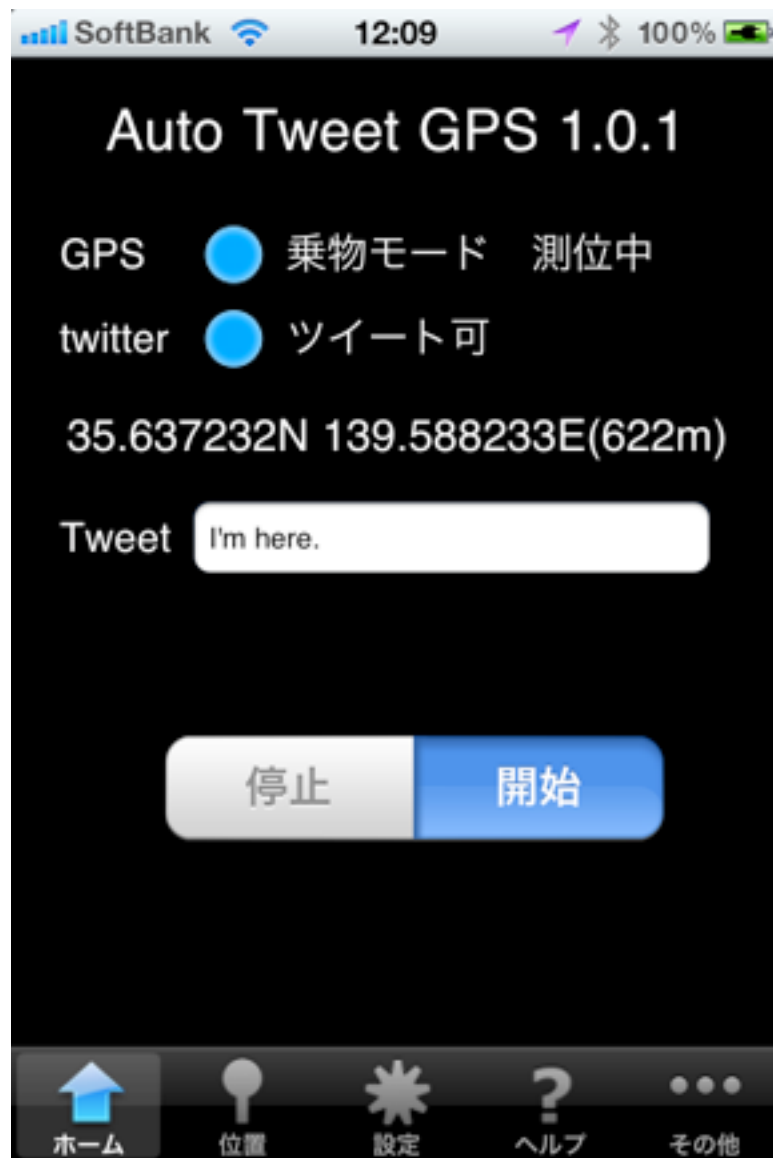 SoftBank 12:09 100%
Auto Tweet GPS 1.0.1
GPS 乗物モード 測位中
twitter ツイート可
35.637232N 139.588233E(622m)
Tweet I'm here.
停止 開始
ホーム 位置 設定 ヘルプ その他